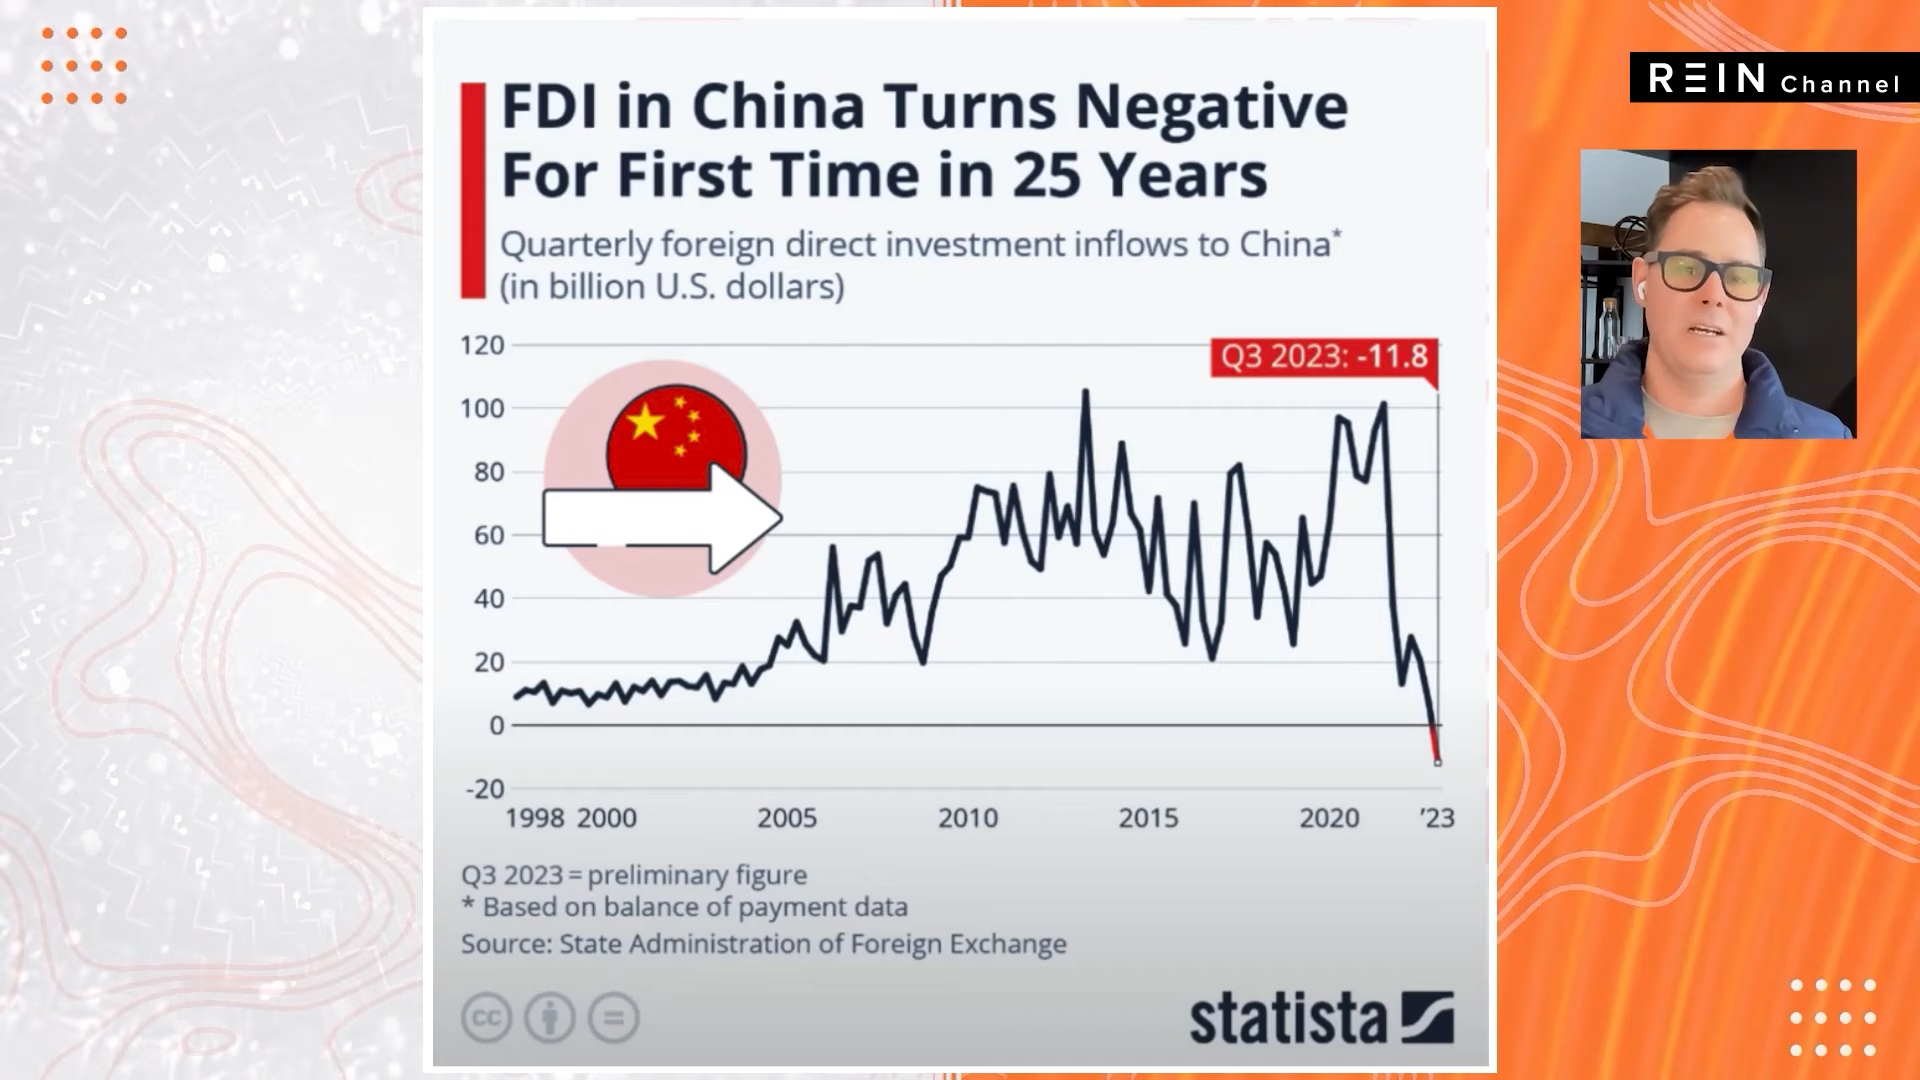 REIN Channel
FDI in China Turns Negative
For First Time in 25 Years
Quarterly foreign direct investment inflows to China*
(in billion U.S. dollars)
120
Q3 2023: -11.8
100
80
60
40
20
0
-20
1998 2000 2005 2010 2015 2020 ’23
Q3 2023 = preliminary figure
* Based on balance of payment data
Source: State Administration of Foreign Exchange
cc
statista